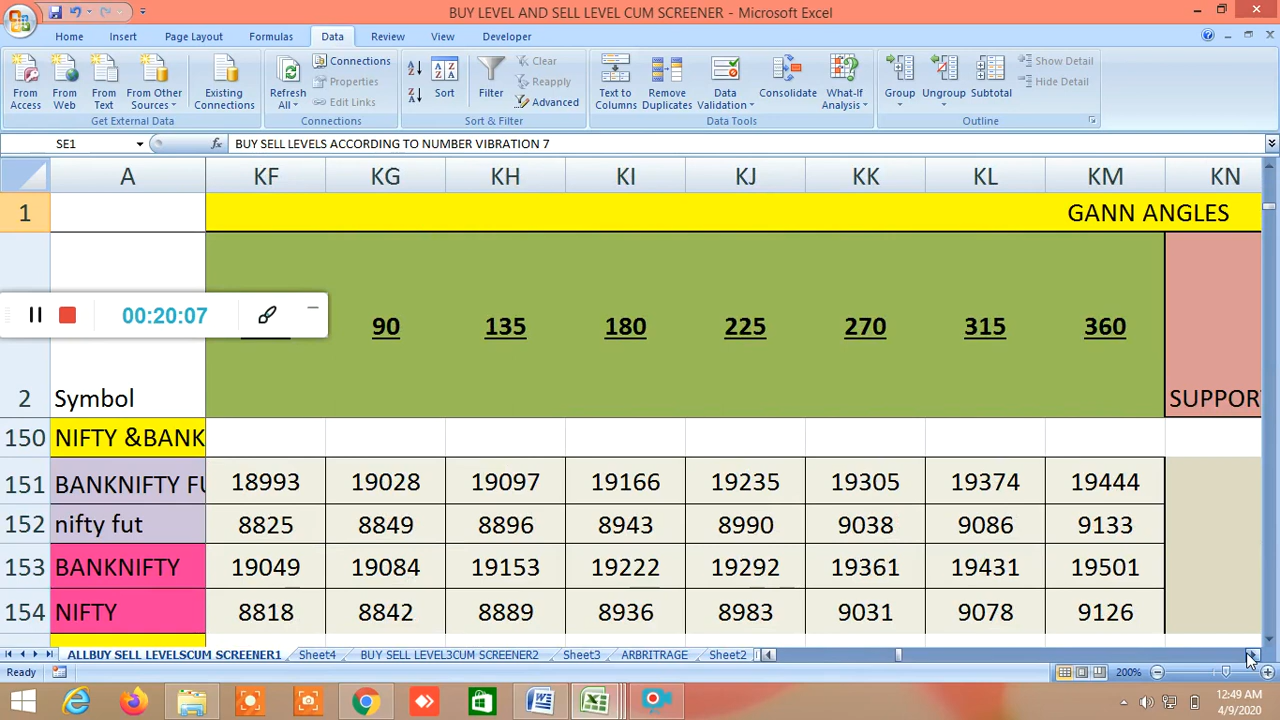 BUY LEVEL AND SELL LEVEL CUM SCREENER - Microsoft Excel
Home Insert Page Layout Formulas Data Review View Developer
From Access From Web From Text From Other Sources Existing Connections
Get External Data
Refresh All Connections Properties Edit Links
Connections
Sort Filter Clear Reapply Advanced
Sort & Filter
Text to Columns Remove Duplicates Data Validation Consolidate What-If Analysis
Data Tools
Group Ungroup Subtotal Show Detail Hide Detail
Outline
SE1 fx BUY SELL LEVELS ACCORDING TO NUMBER VIBRATION 7
A KF KG KH KI KJ KK KL KM KN
1 GANN ANGLES
00:20:07
90 135 180 225 270 315 360
2 Symbol SUPPOR
150 NIFTY &BANK
151 BANKNIFTY FU 18993 19028 19097 19166 19235 19305 19374 19444
152 nifty fut 8825 8849 8896 8943 8990 9038 9086 9133
153 BANKNIFTY 19049 19084 19153 19222 19292 19361 19431 19501
154 NIFTY 8818 8842 8889 8936 8983 9031 9078 9126
ALLBUY SELL LEVELSCUM SCREENER1 Sheet4 BUY SELL LEVEL3CUM SCREENER2 Sheet3 ARBRITRAGE Sheet2
Ready 200%
12:49 AM
4/9/2020